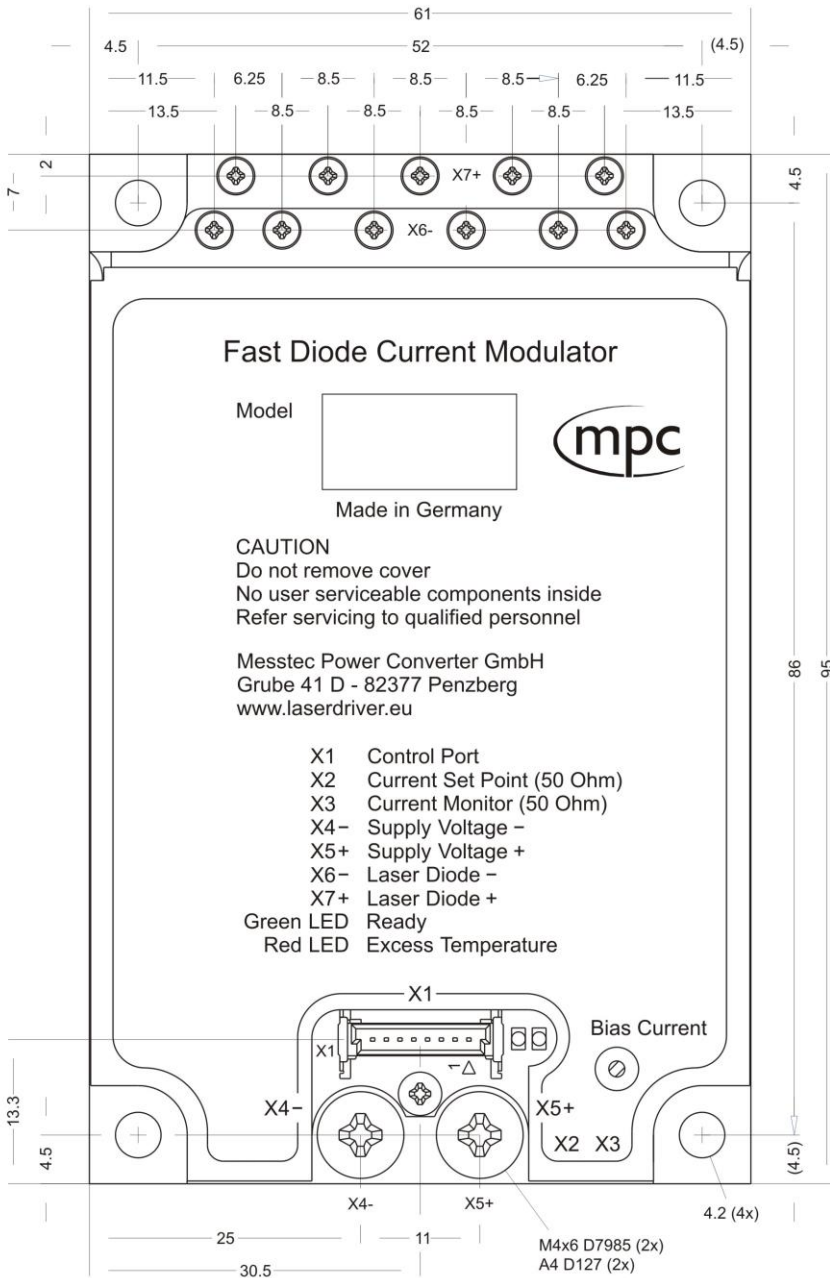 61
4.5 52 (4.5)
11.5 6.25 8.5 8.5 8.5 6.25 11.5
13.5 8.5 8.5 8.5 8.5 13.5
2
7
4.5
X7+
X6-
Fast Diode Current Modulator
Model
mpc
Made in Germany
CAUTION
Do not remove cover
No user serviceable components inside
Refer servicing to qualified personnel
Messtec Power Converter GmbH
Grube 41 D - 82377 Penzberg
www.laserdriver.eu
86
95
X1 Control Port
X2 Current Set Point (50 Ohm)
X3 Current Monitor (50 Ohm)
X4− Supply Voltage −
X5+ Supply Voltage +
X6− Laser Diode −
X7+ Laser Diode +
Green LED Ready
Red LED Excess Temperature
X1
Bias Current
X1
1
X4−
X5+
X2 X3
13.3
4.5
(4.5)
X4- X5+
4.2 (4x)
25 11
M4x6 D7985 (2x)
A4 D127 (2x)
30.5